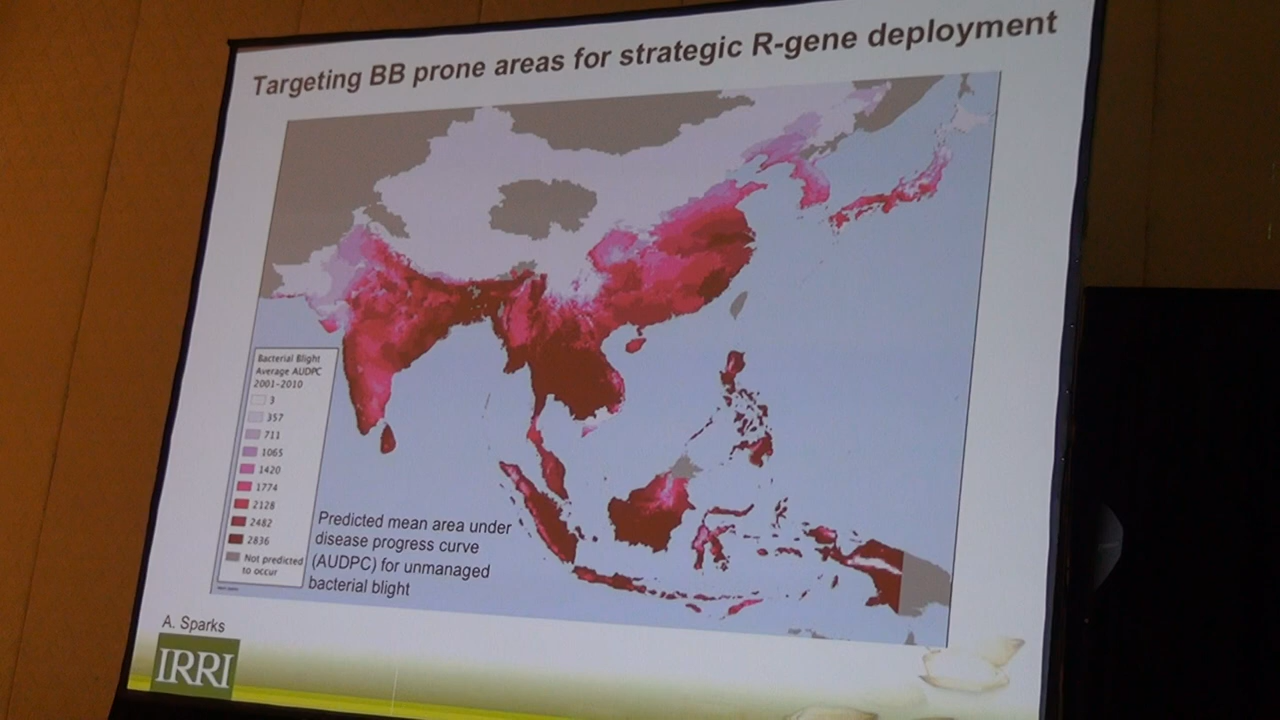 Targeting BB prone areas for strategic R-gene deployment
Bacterial Blight
Average AUDPC
2001-2010
3
357
711
1065
1420
1774
2128
2482
2836
Not predicted
to occur
Predicted mean area under
disease progress curve
(AUDPC) for unmanaged
bacterial blight
A. Sparks
IRRI